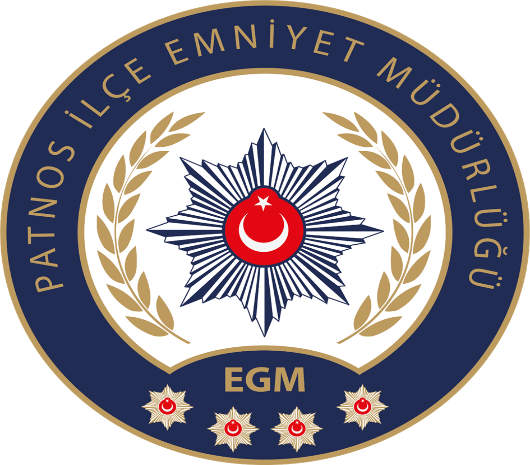 PATNOS İLÇE EMNİYET MÜDÜRLÜĞÜ
EGM